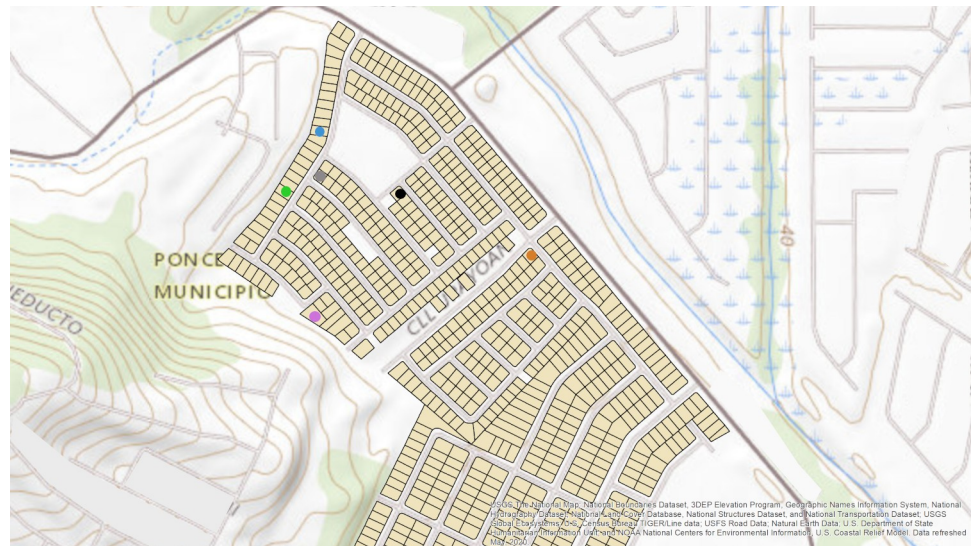 40
PONCE
MUNICIPIO
EDUCTO
CLL
USGS The National Map: National Boundaries Dataset, 3DEP Elevation Program, Geographic Names Information System, National
Hydrography Dataset, National Land Cover Database, National Structures Dataset, and National Transportation Dataset; USGS
Global Ecosystems; U.S. Census Bureau TIGER/Line data; USFS Road Data; Natural Earth Data; U.S. Department of State
Humanitarian Information Unit; and NOAA National Centers for Environmental Information, U.S. Coastal Relief Model. Data refreshed
May, 2020.